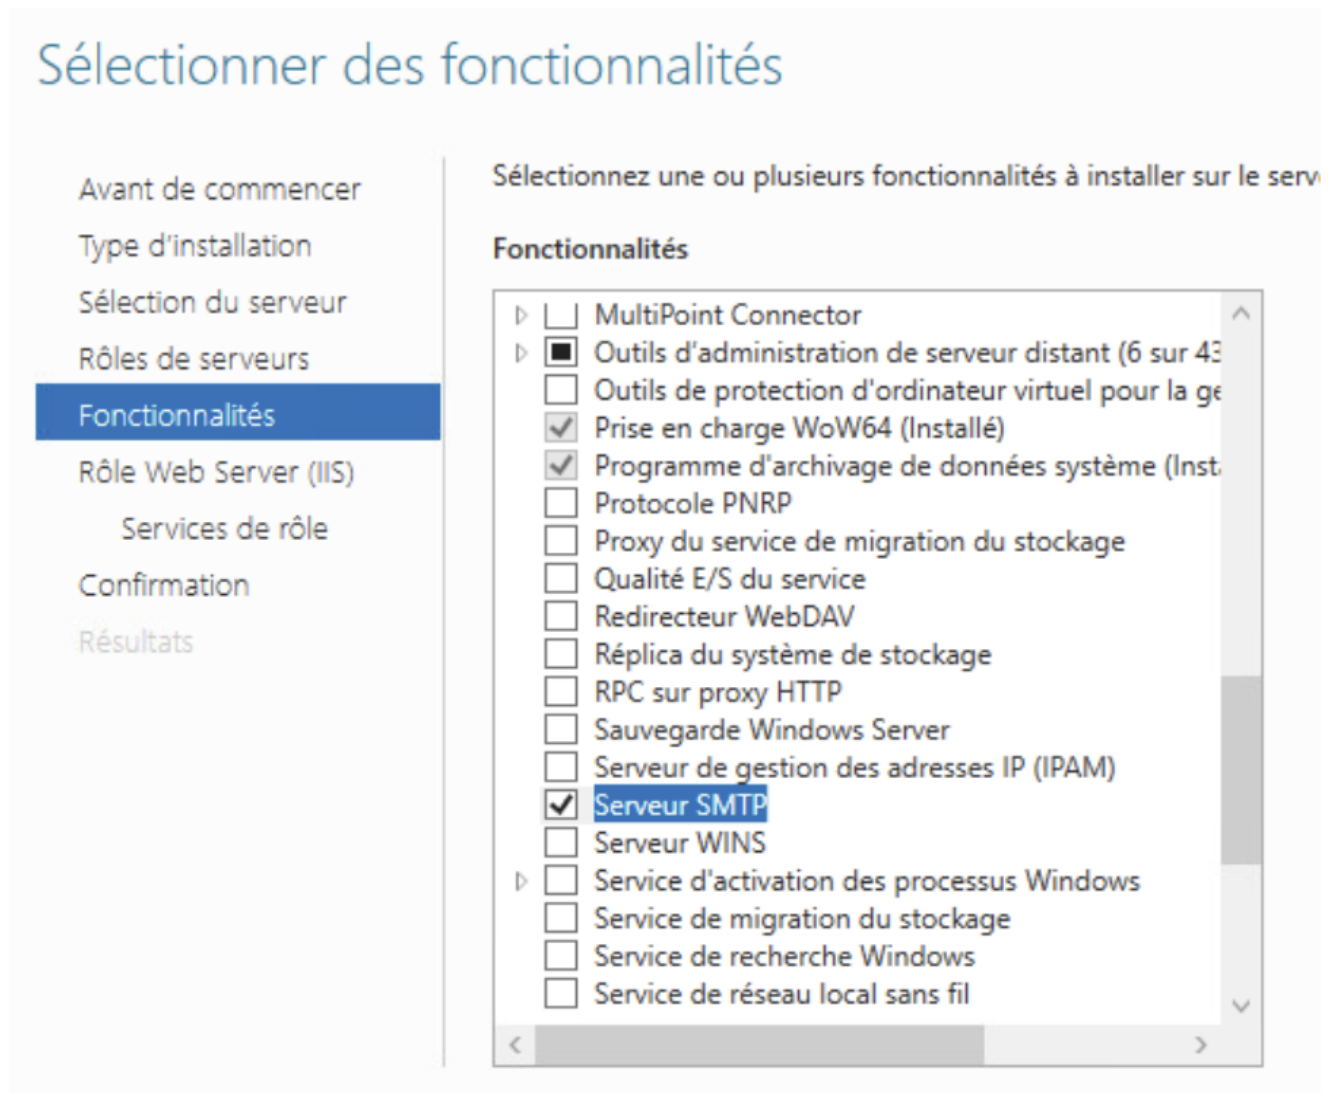 Sélectionner des fonctionnalités
Avant de commencer
Type d'installation
Sélection du serveur
Rôles de serveurs
Fonctionnalités
Rôle Web Server (IIS)
Services de rôle
Confirmation
Résultats
Sélectionnez une ou plusieurs fonctionnalités à installer sur le
Fonctionnalités
MultiPoint Connector
Outils d'administration de serveur distant (6 sur 43
Outils de protection d'ordinateur virtuel pour la
Prise en charge WoW64 (Installé)
Programme d'archivage de données système
Protocole PNRP
Proxy du service de migration du stockage
Qualité E/S du service
Redirecteur WebDAV
Réplica du système de stockage
RPC sur proxy HTTP
Sauvegarde Windows Server
Serveur de gestion des adresses IP (IPAM)
Serveur SMTP
Serveur WINS
Service d'activation des processus Windows
Service de migration du stockage
Service de recherche Windows
Service de réseau local sans fil